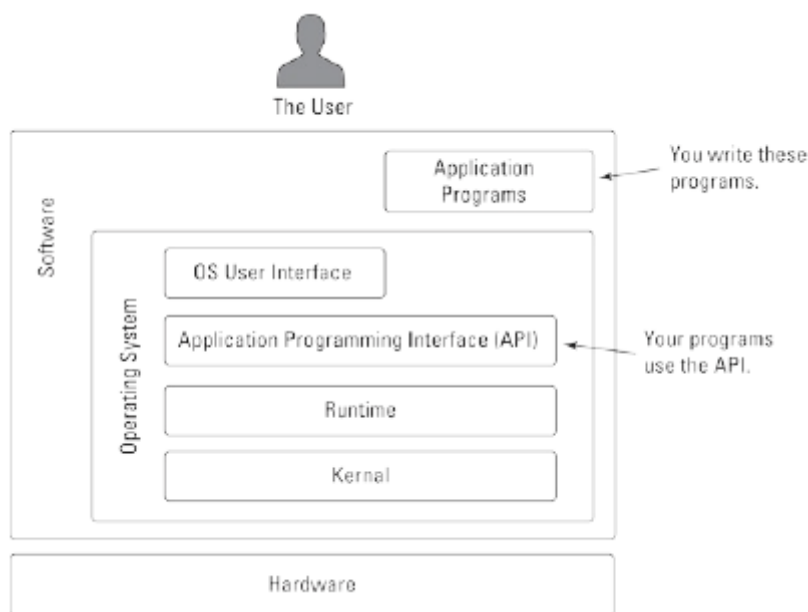 The User
Application
Programs
You write these
programs.
Software
OS User Interface
Operating System
Application Programming Interface (API)
Your programs
use the API.
Runtime
Kernal
Hardware